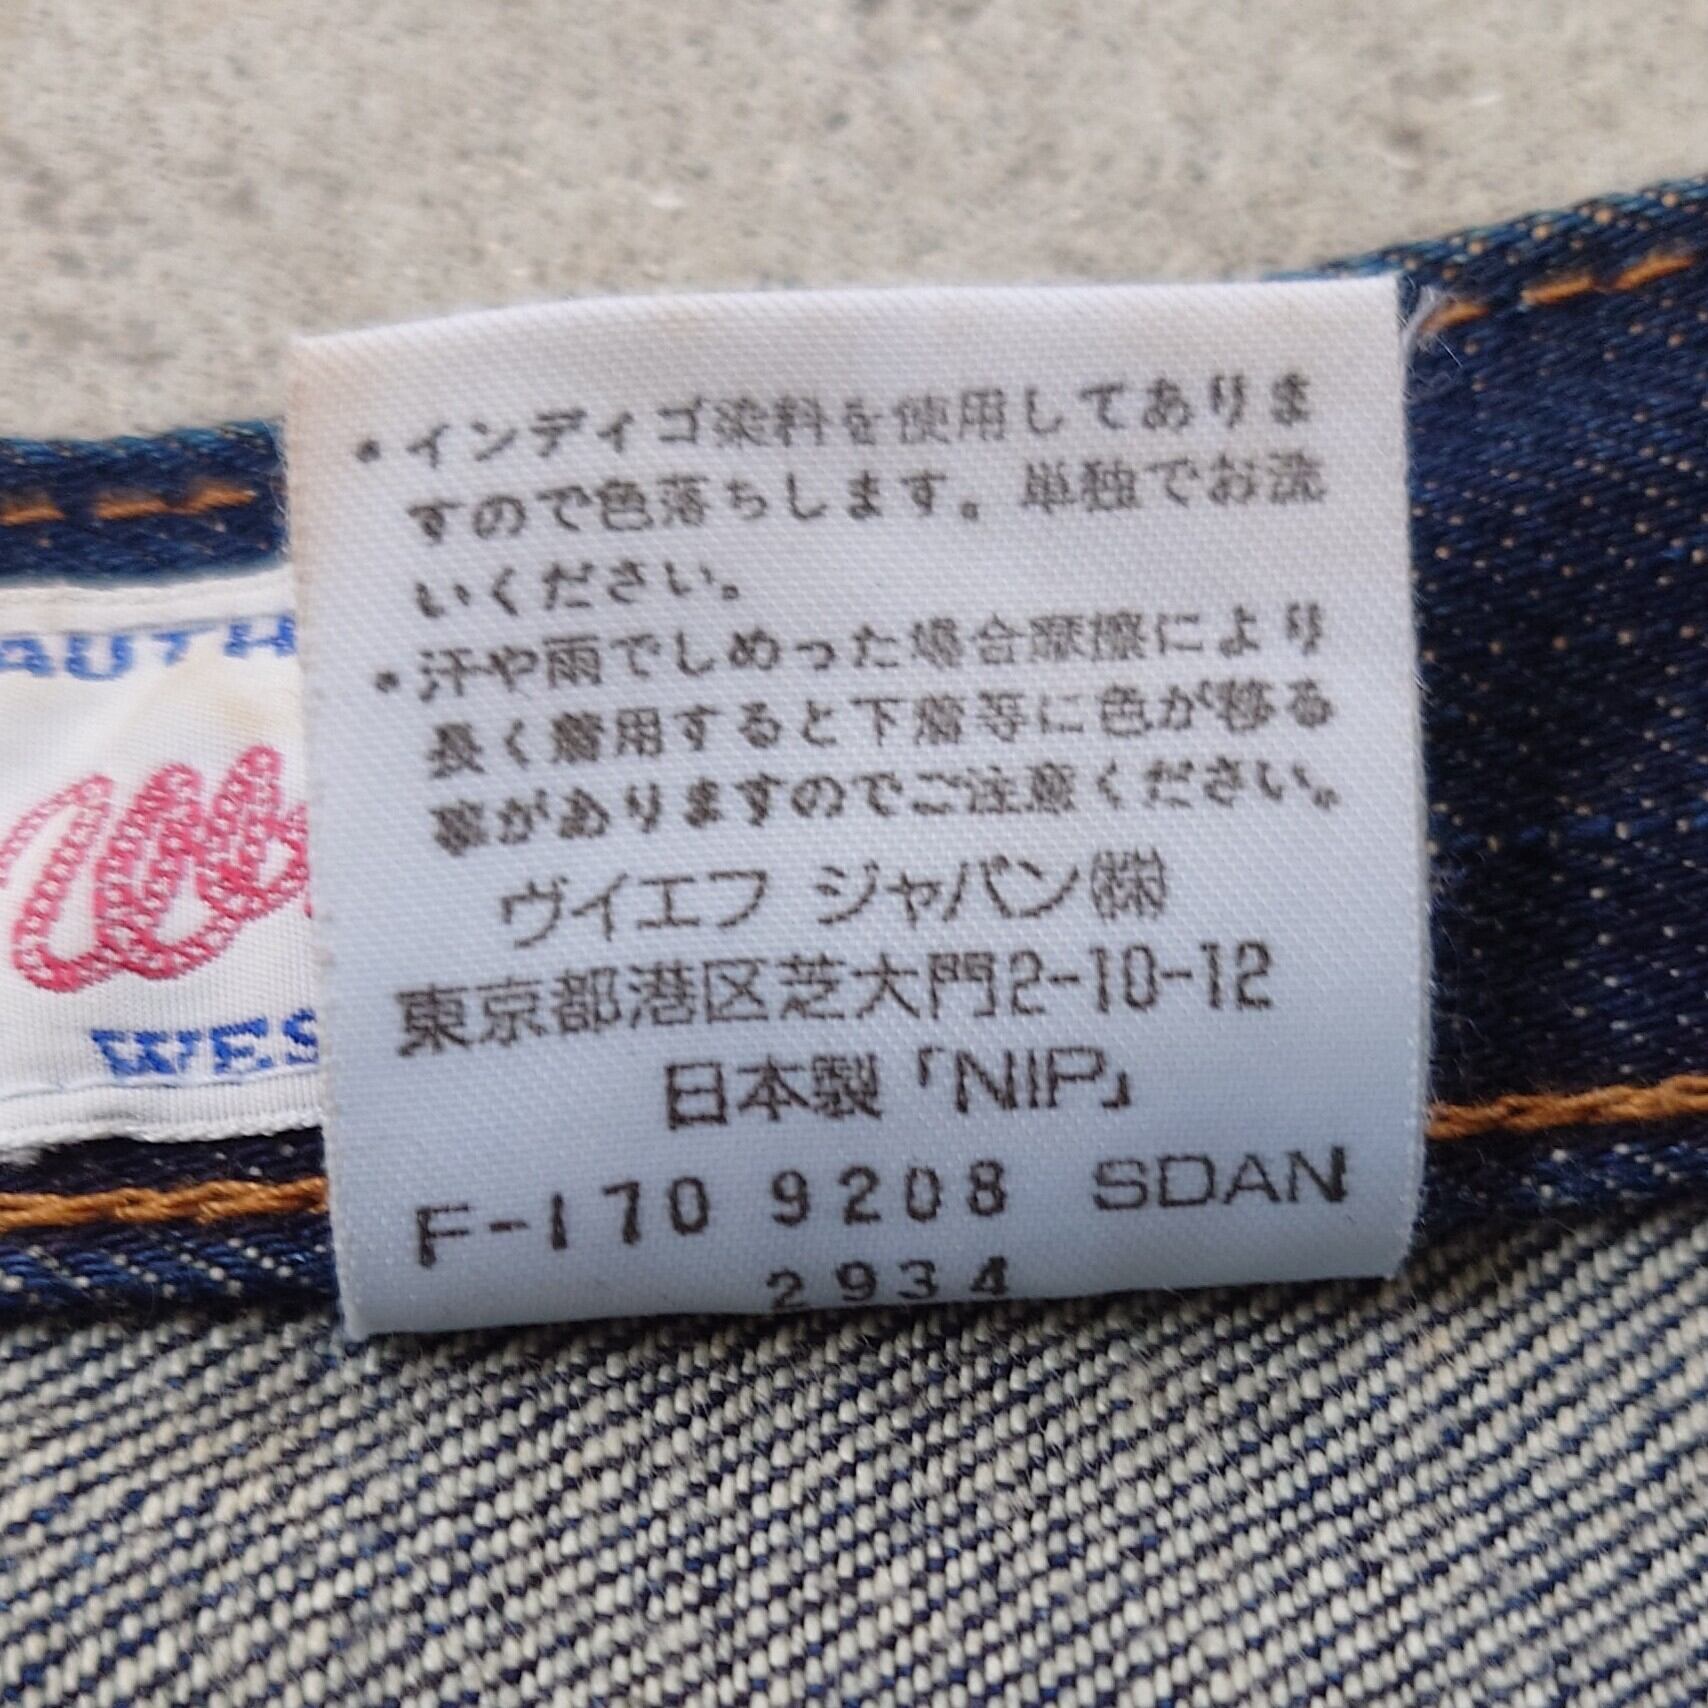 ・インディゴ染料を使用してありま
すので色落ちします。単独でお洗
いください。
・汗や雨でしめった場合摩擦により
長く着用すると下着等に色が移る
事がありますのでご注意ください。
ヴイエフ ジャパン㈱
東京都港区芝大門2-10-12
日本製「NIP」
F-170 9208 SDAN
2934
AUTH
W
WES